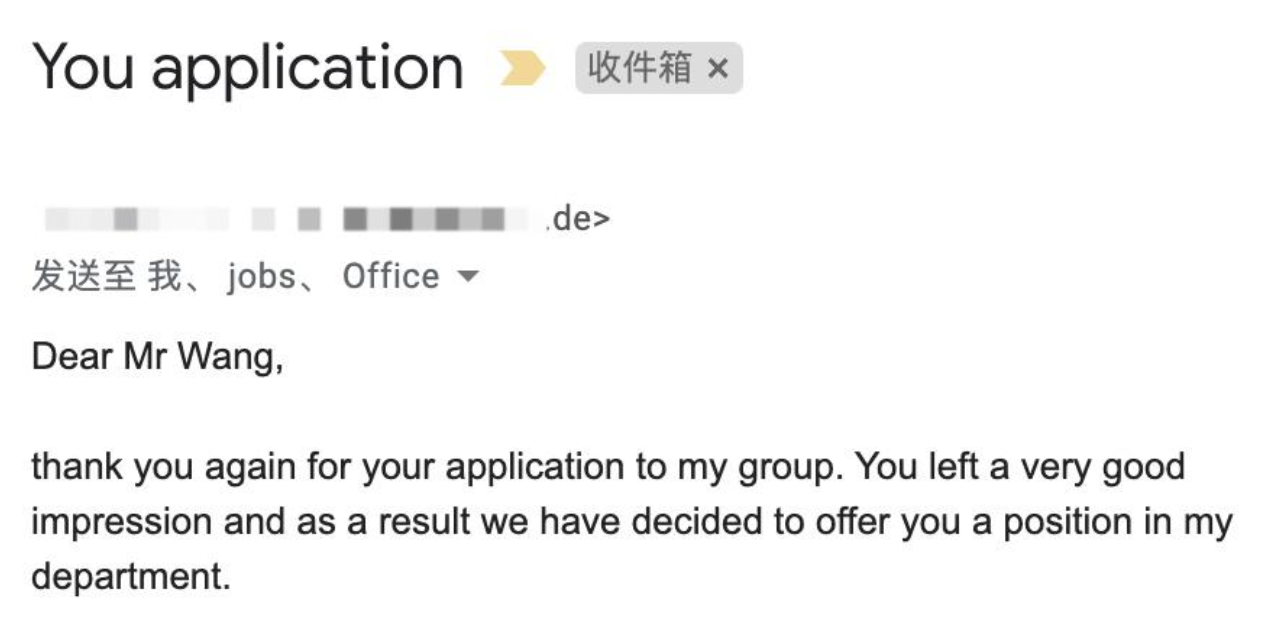 You application 收件箱 ×
.de>
发送至 我、 jobs、 Office
Dear Mr Wang,
thank you again for your application to my group. You left a very good
impression and as a result we have decided to offer you a position in my
department.